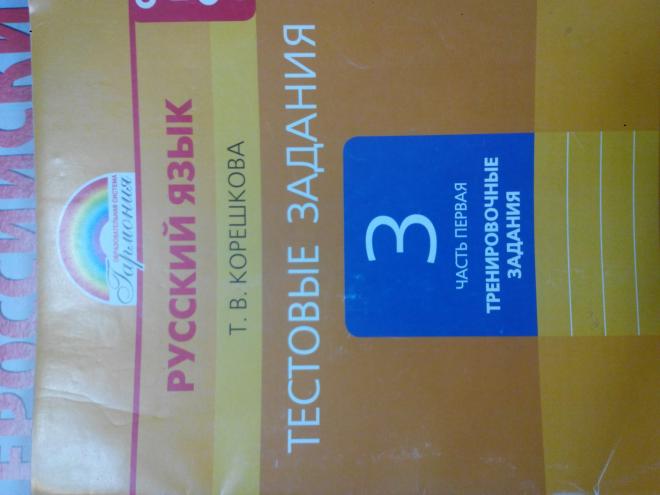 ОБРАЗОВАТЕЛЬНАЯ СИСТЕМА
Гармония
РУССКИЙ ЯЗЫК
Т. В. КОРЕШКОВА
ТЕСТОВЫЕ ЗАДАНИЯ
3
ЧАСТЬ ПЕРВАЯ
ТРЕНИРОВОЧНЫЕ
ЗАДАНИЯ